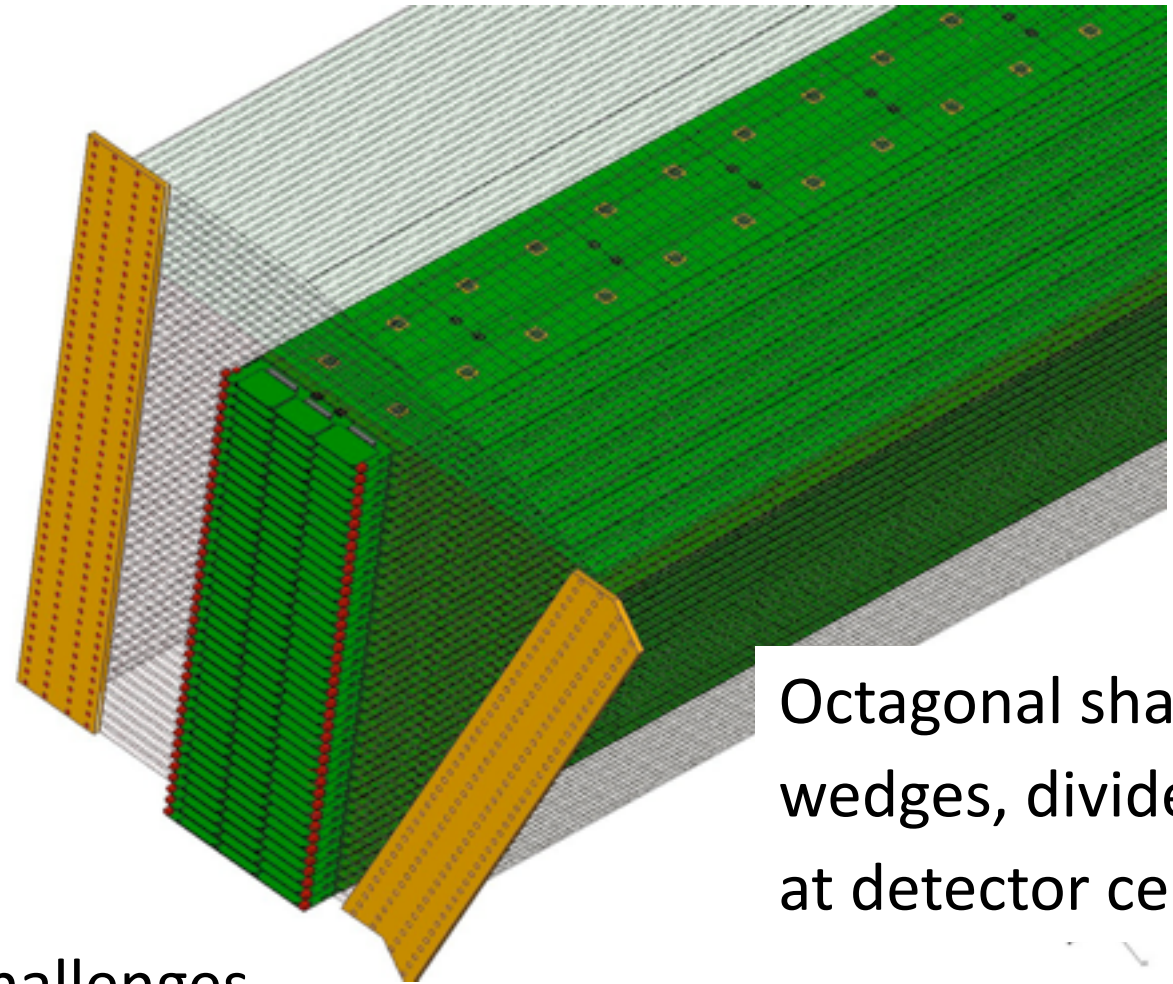 Octagonal sha
wedges, divide
at detector ce
hallenges